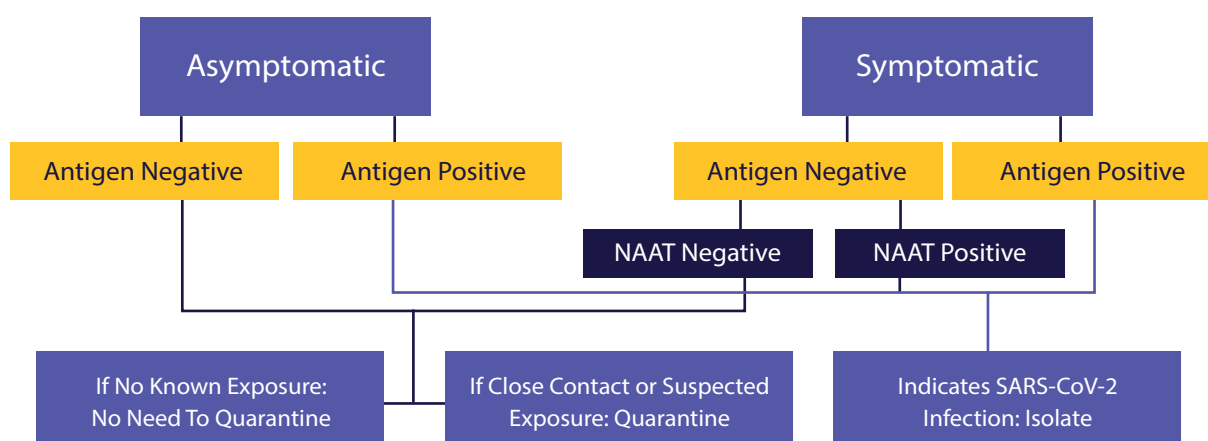 Asymptomatic
Symptomatic
Antigen Negative
Antigen Positive
Antigen Negative
Antigen Positive
NAAT Negative
NAAT Positive
If No Known Exposure:
No Need To Quarantine
If Close Contact or Suspected
Exposure: Quarantine
Indicates SARS-CoV-2
Infection: Isolate